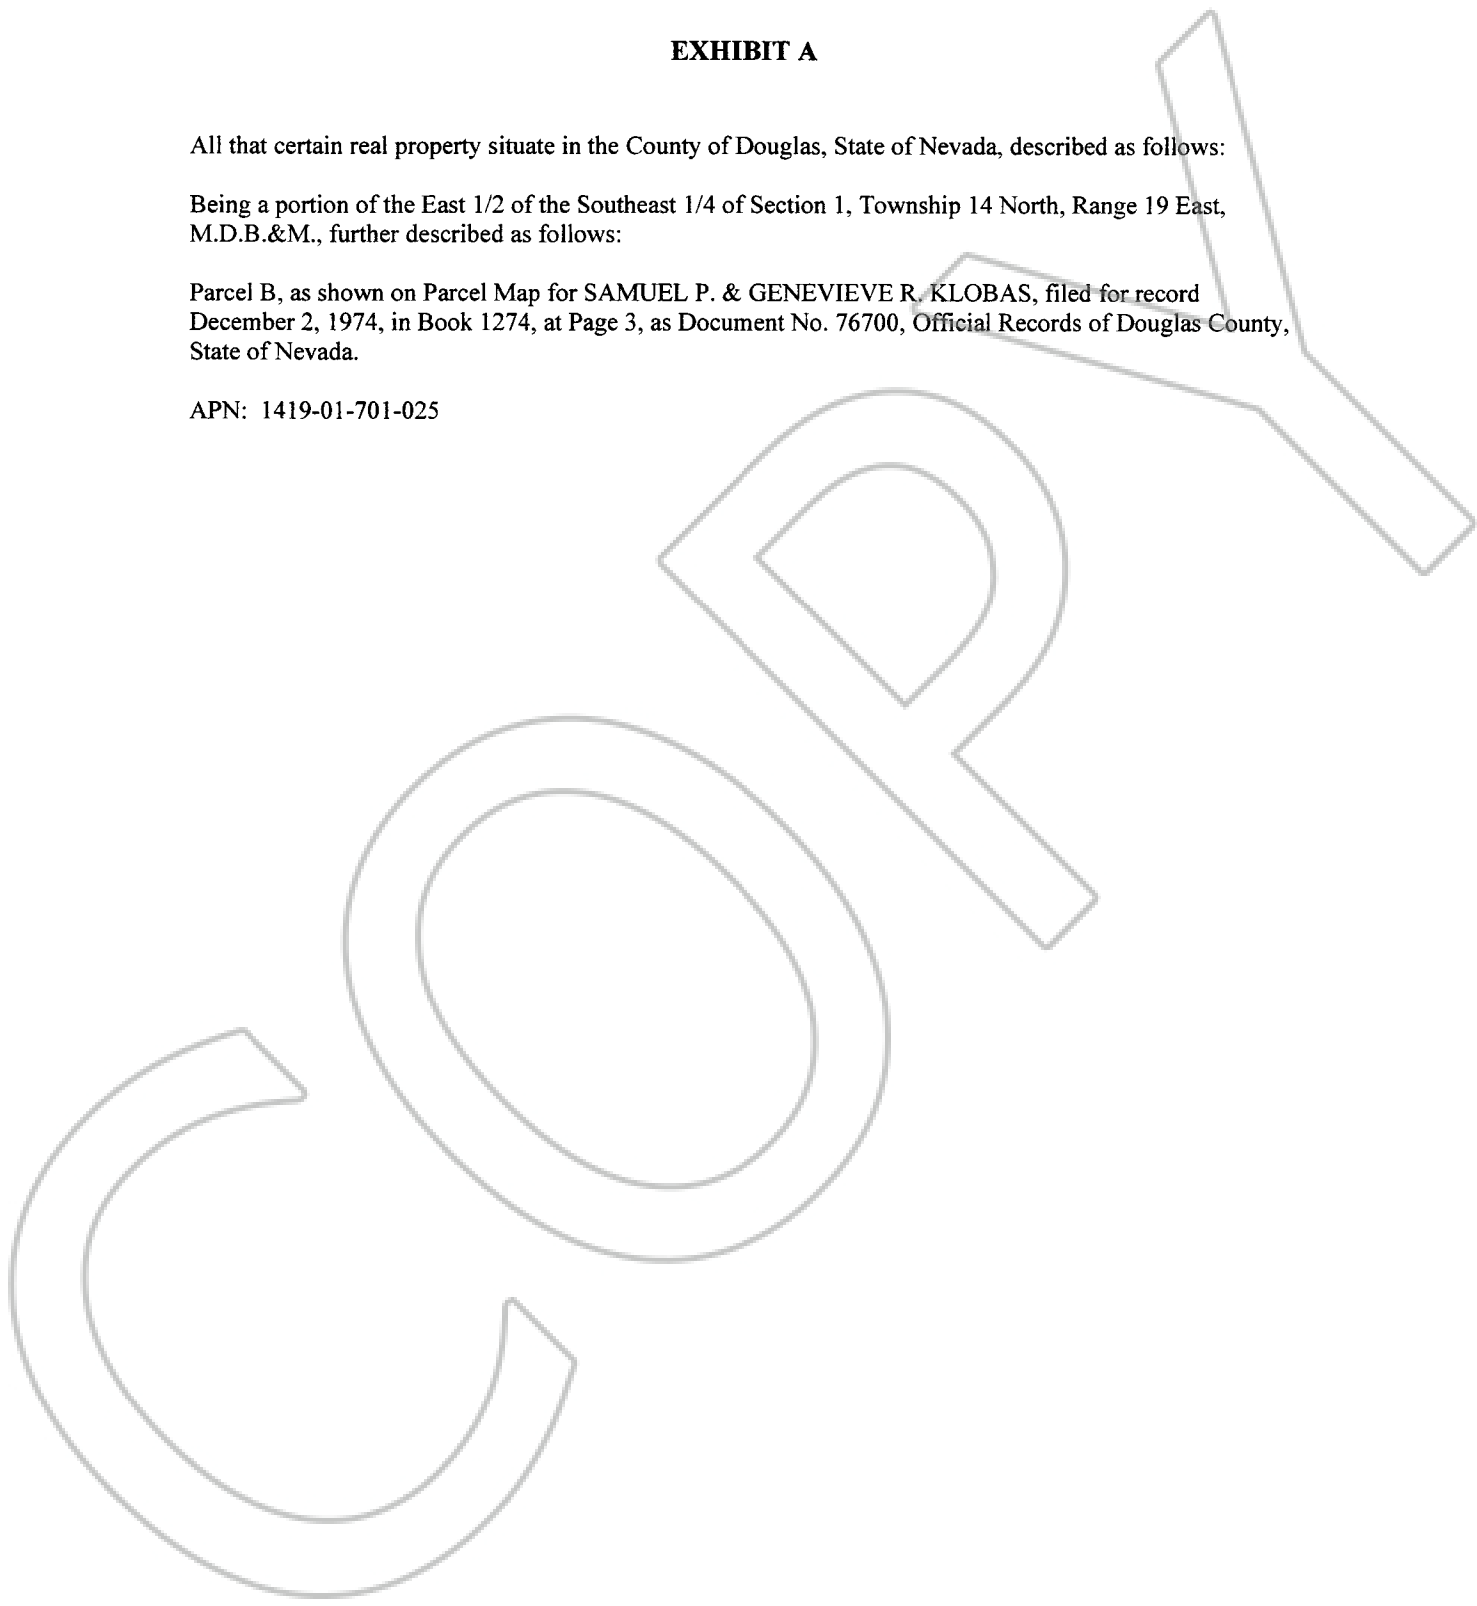 EXHIBIT A
All that certain real property situate in the County of Douglas, State of Nevada, described as follows:
Being a portion of the East 1/2 of the Southeast 1/4 of Section 1, Township 14 North, Range 19 East,
M.D.B.&M., further described as follows:
Parcel B, as shown on Parcel Map for SAMUEL P. & GENEVIEVE R. KLOBAS, filed for record
December 2, 1974, in Book 1274, at Page 3, as Document No. 76700, Official Records of Douglas County,
State of Nevada.
APN: 1419-01-701-025
COPY